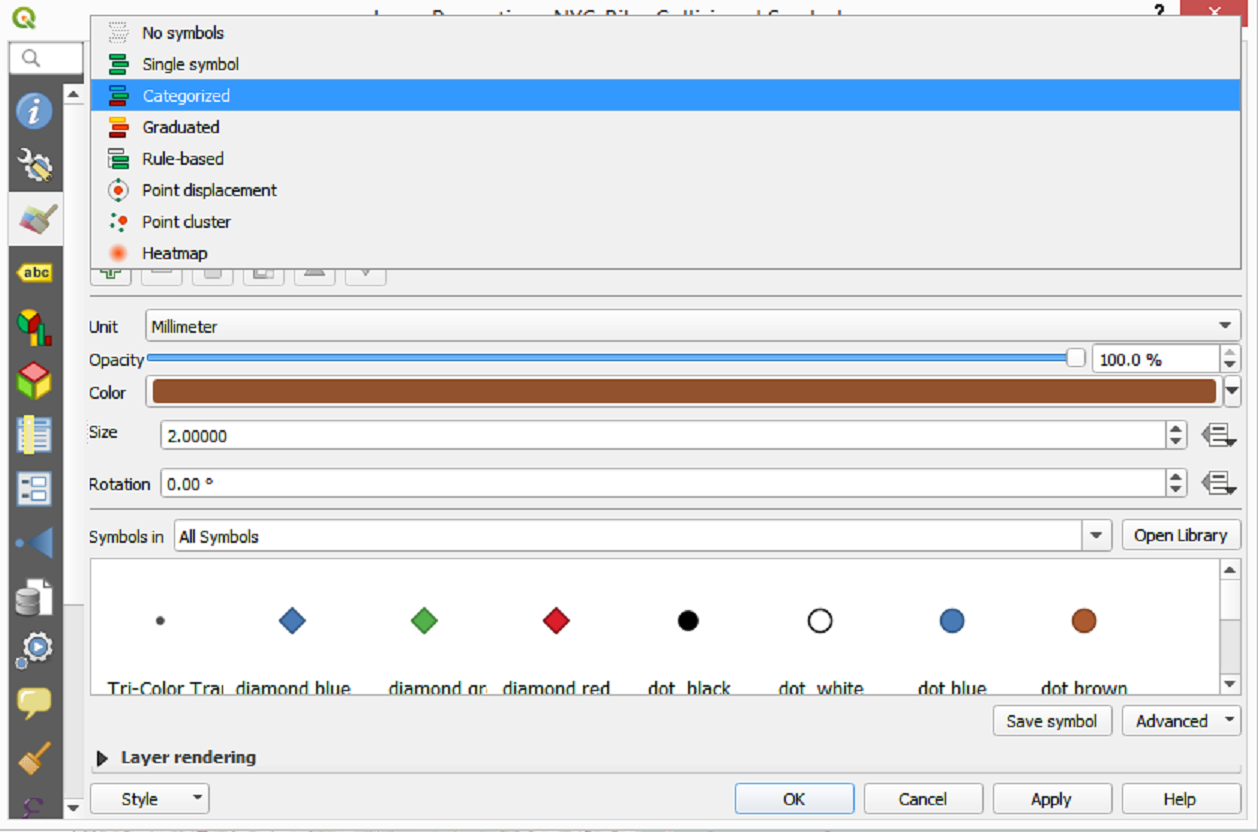 ?
No symbols
Single symbol
Categorized
Graduated
Rule-based
Point displacement
Point cluster
Heatmap
abc
Unit Millimeter
Opacity 100.0 %
Color
Size 2.00000
Rotation 0.00 °
Symbols in All Symbols Open Library
Tri-Color Tra diamond blue diamond gr diamond red dot black dot white dot blue dot brown
Save symbol Advanced
Layer rendering
Style OK Cancel Apply Help